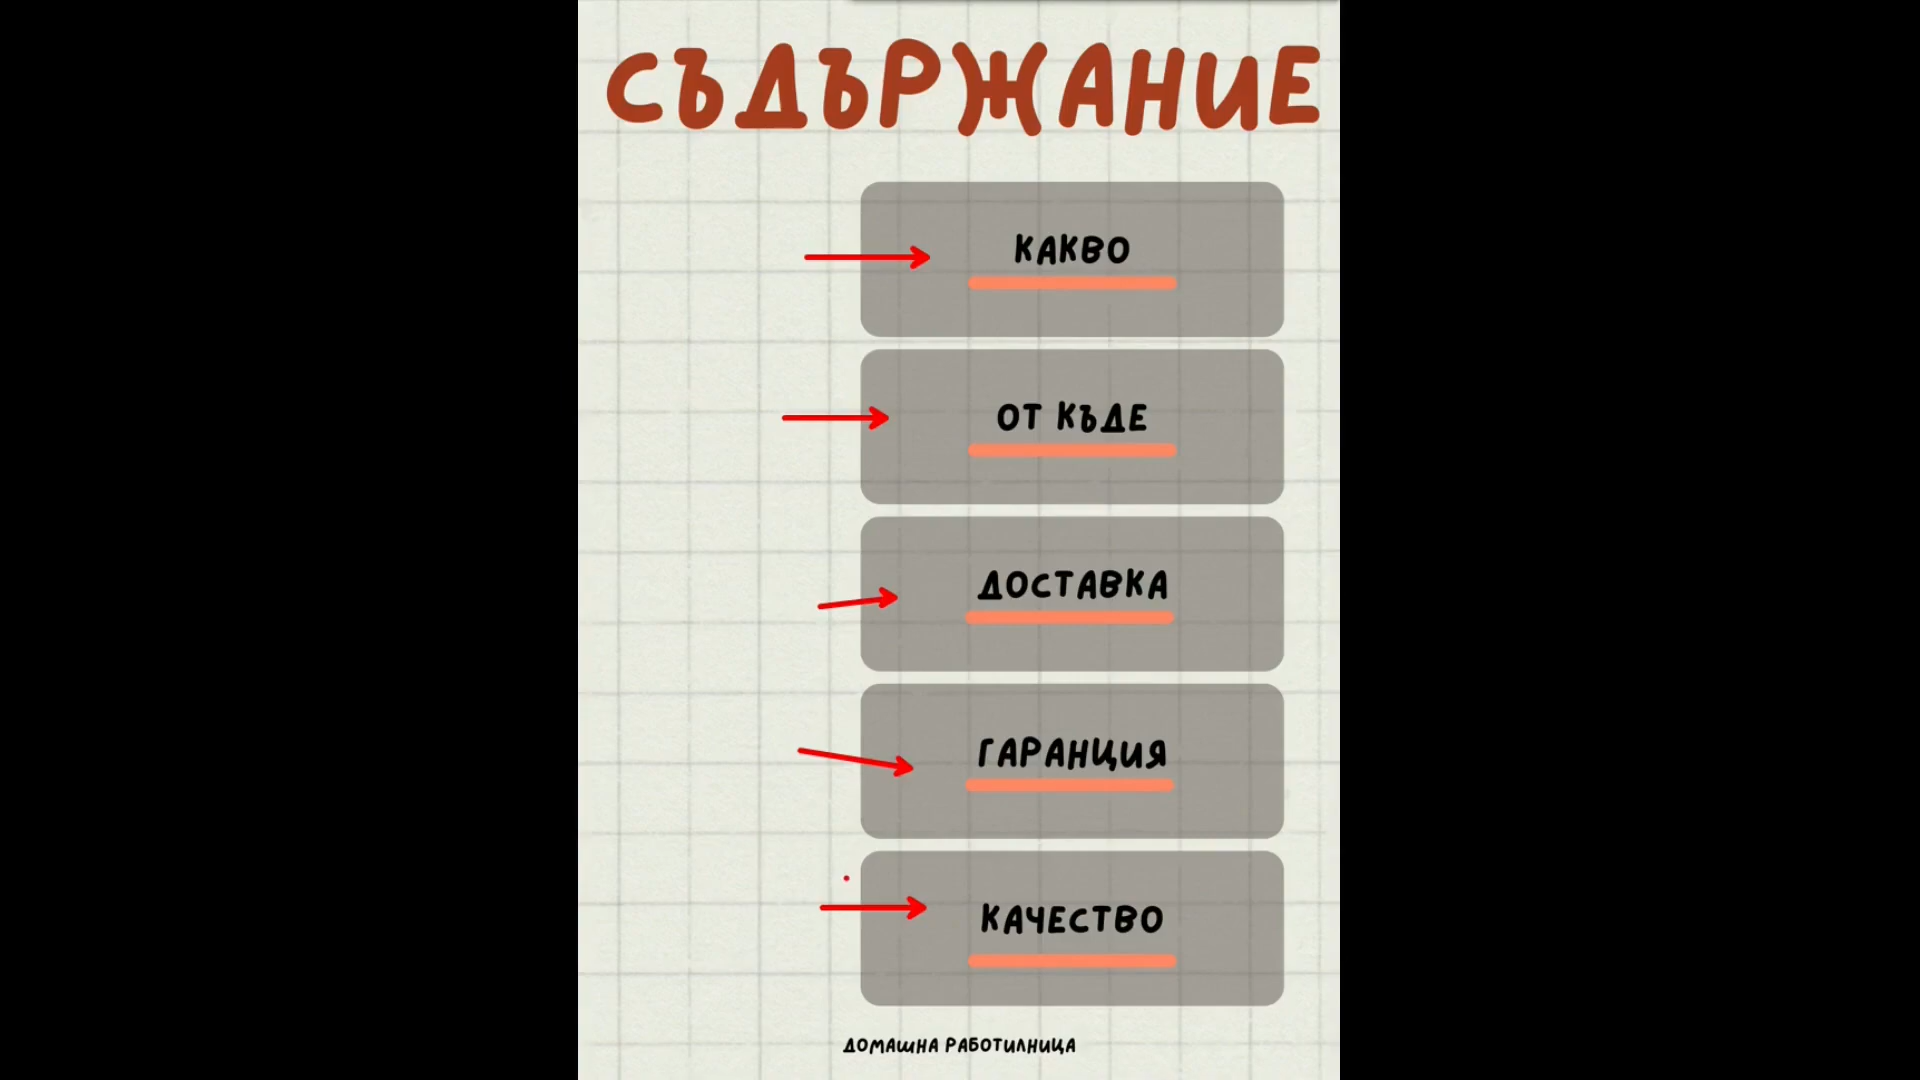 СЪДЪРЖАНИЕ
КАКВО
ОТ КЪДЕ
ДОСТАВКА
ГАРАНЦИЯ
КАЧЕСТВО
ДОМАШНА РАБОТИЛНИЦА